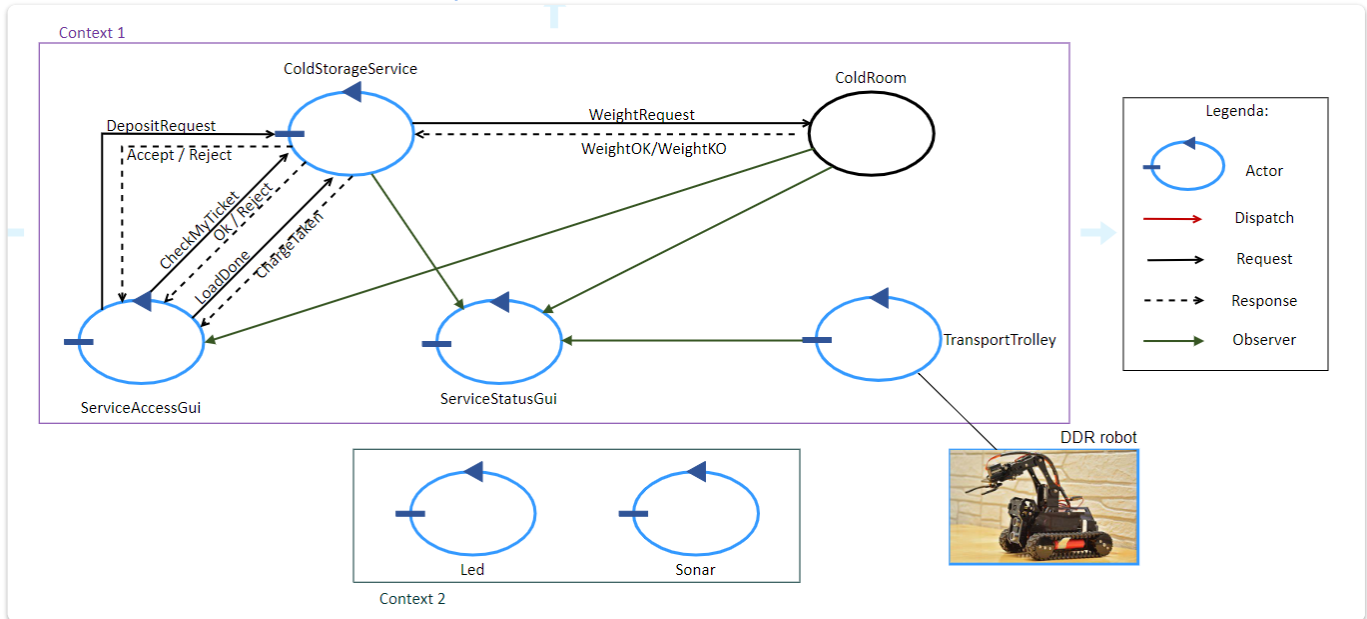 Context 1
ColdStorageService
ColdRoom
DepositRequest
Accept / Reject
WeightRequest
WeightOK/WeightKO
CheckMyTicket
Ok / Reject
LoadDone
ChargeTaken
ServiceAccessGui
ServiceStatusGui
TransportTrolley
DDR robot
Led
Sonar
Context 2
Legenda:
Actor
Dispatch
Request
Response
Observer